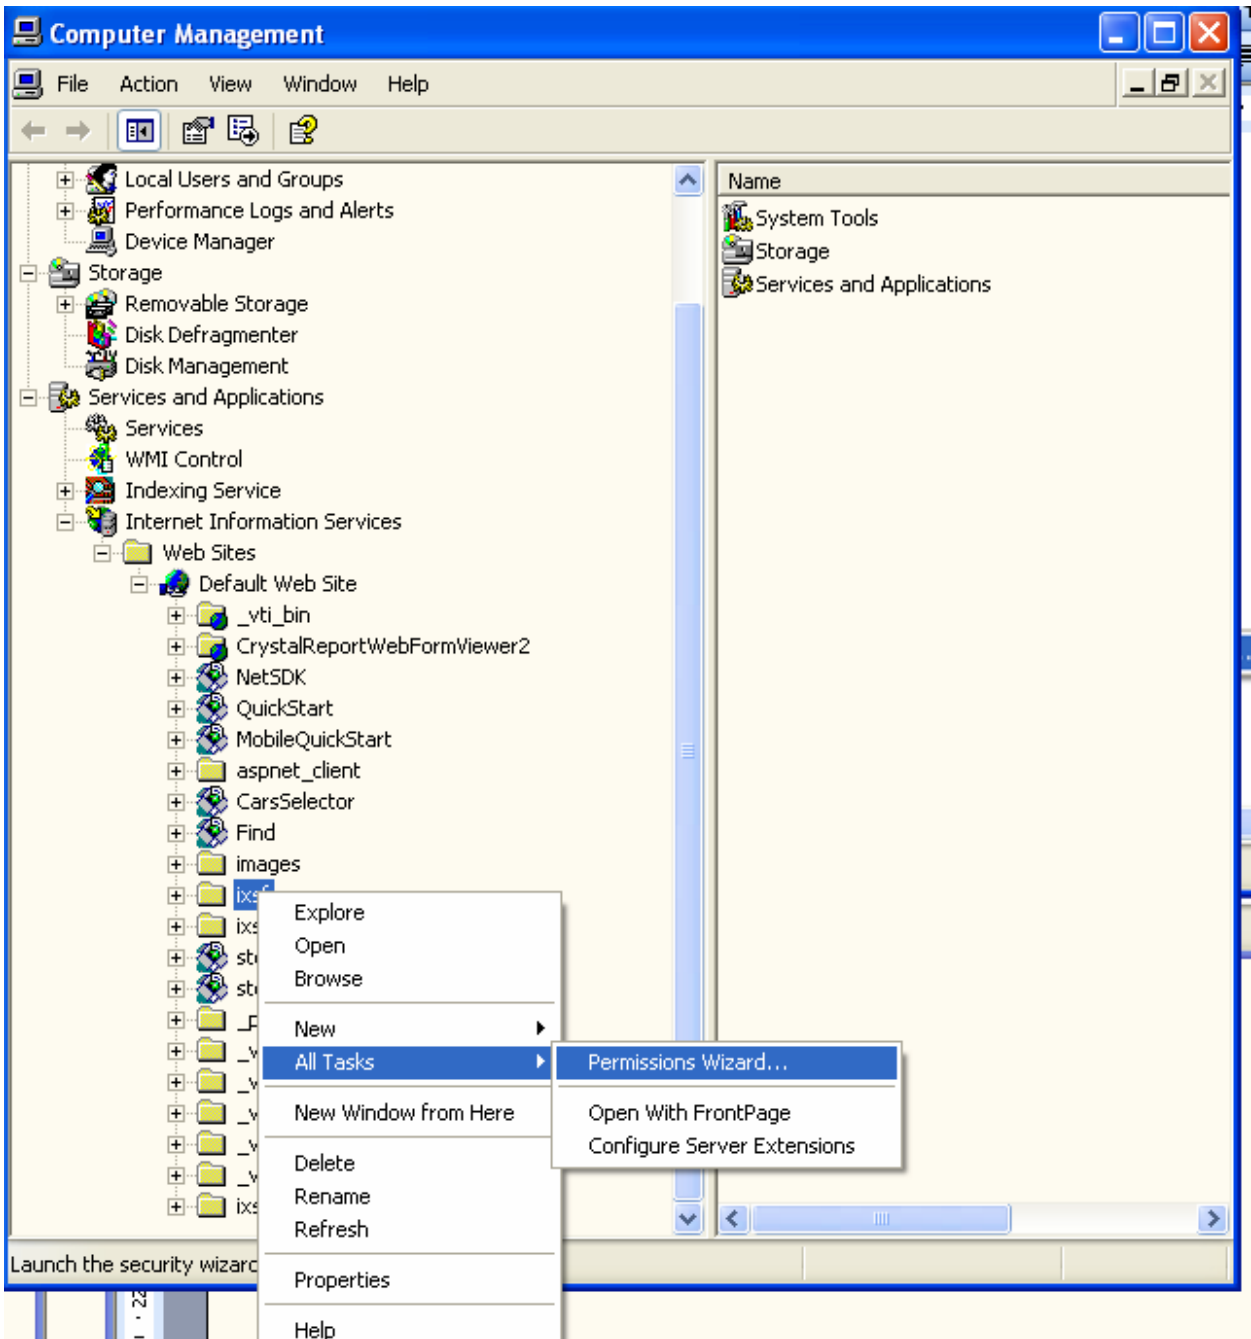 Computer Management
File Action View Window Help
Local Users and Groups
Performance Logs and Alerts
Device Manager
Storage
Removable Storage
Disk Defragmenter
Disk Management
Services and Applications
Services
WMI Control
Indexing Service
Internet Information Services
Web Sites
Default Web Site
_vti_bin
CrystalReportWebFormViewer2
NetSDK
QuickStart
MobileQuickStart
aspnet_client
CarsSelector
Find
images
Name
System Tools
Storage
Services and Applications
Explore
Open
Browse
New
All Tasks
New Window from Here
Delete
Rename
Refresh
Properties
Help
Permissions Wizard...
Open With FrontPage
Configure Server Extensions
Launch the security wizard
22